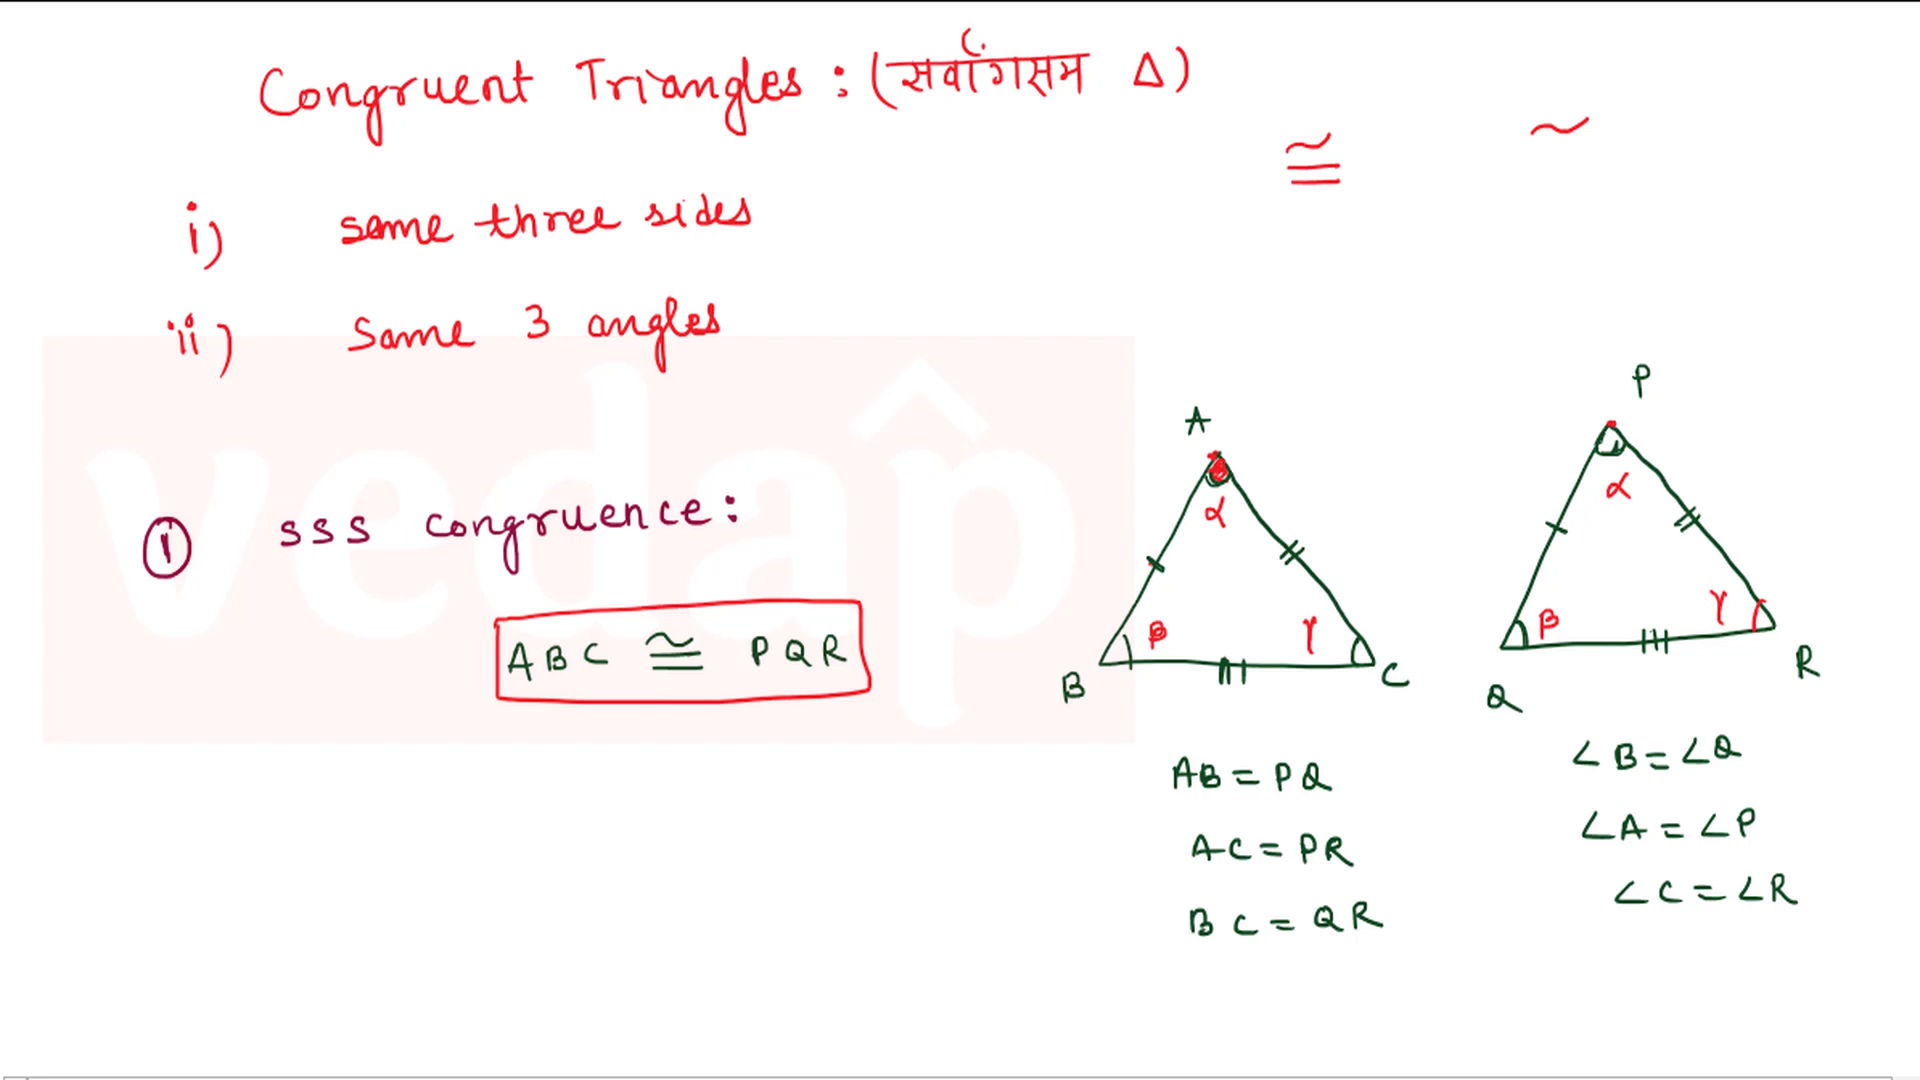 Congruent Triangles : (सर्वांगसम Δ)
≅ ~
i) same three sides
ii) Same 3 angles
① SSS congruence:
ABC ≅ PQR
A
α
B
β
γ
C
P
α
Q
β
γ
R
AB = PQ
AC = PR
BC = QR
∠B = ∠Q
∠A = ∠P
∠C = ∠R
vedap